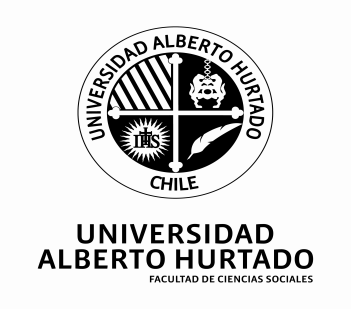 UNIVERSIDAD ALBERTO HURTADO
IHS
CHILE
UNIVERSIDAD
ALBERTO HURTADO
FACULTAD DE CIENCIAS SOCIALES